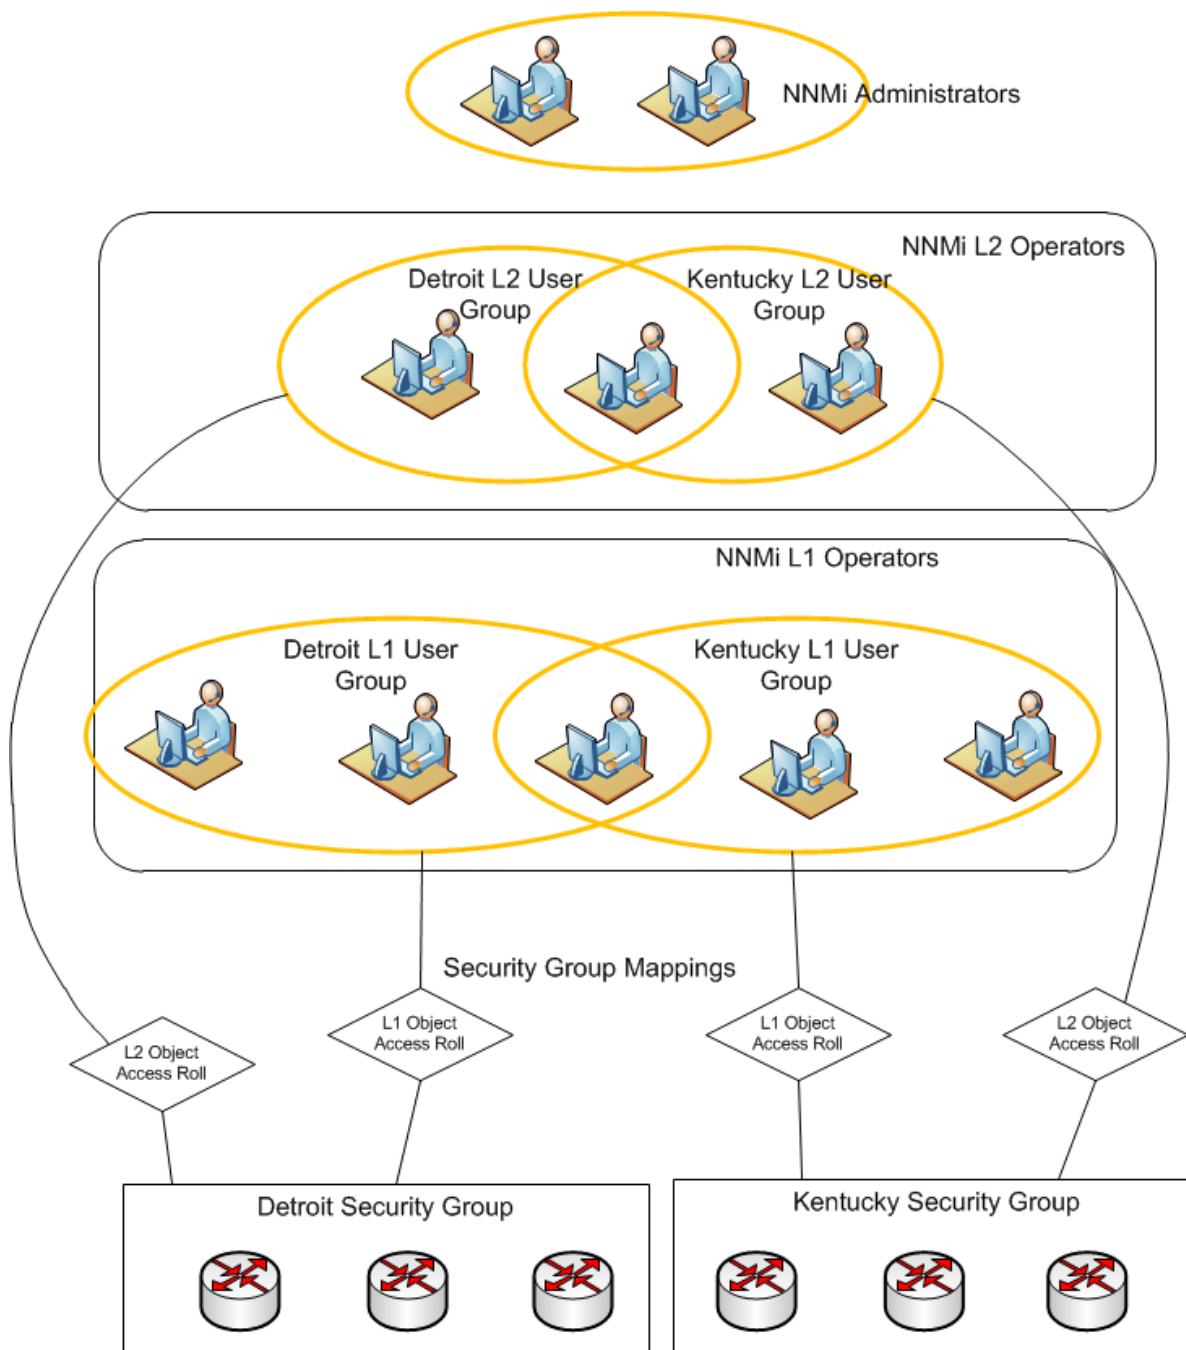 NNMi Administrators
NNMi L2 Operators
Detroit L2 User
Group
Kentucky L2 User
Group
NNMi L1 Operators
Detroit L1 User
Group
Kentucky L1 User
Group
Security Group Mappings
L2 Object
Access Roll
L1 Object
Access Roll
L1 Object
Access Roll
L2 Object
Access Roll
Detroit Security Group
Kentucky Security Group